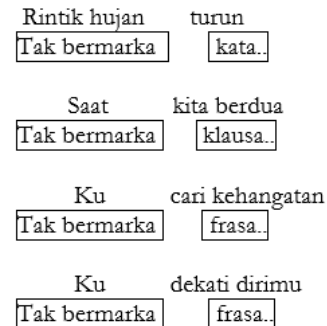 Rintik hujan turun
Tak bermarka kata..
Saat kita berdua
Tak bermarka klausa..
Ku cari kehangatan
Tak bermarka frasa..
Ku dekati dirimu
Tak bermarka frasa..